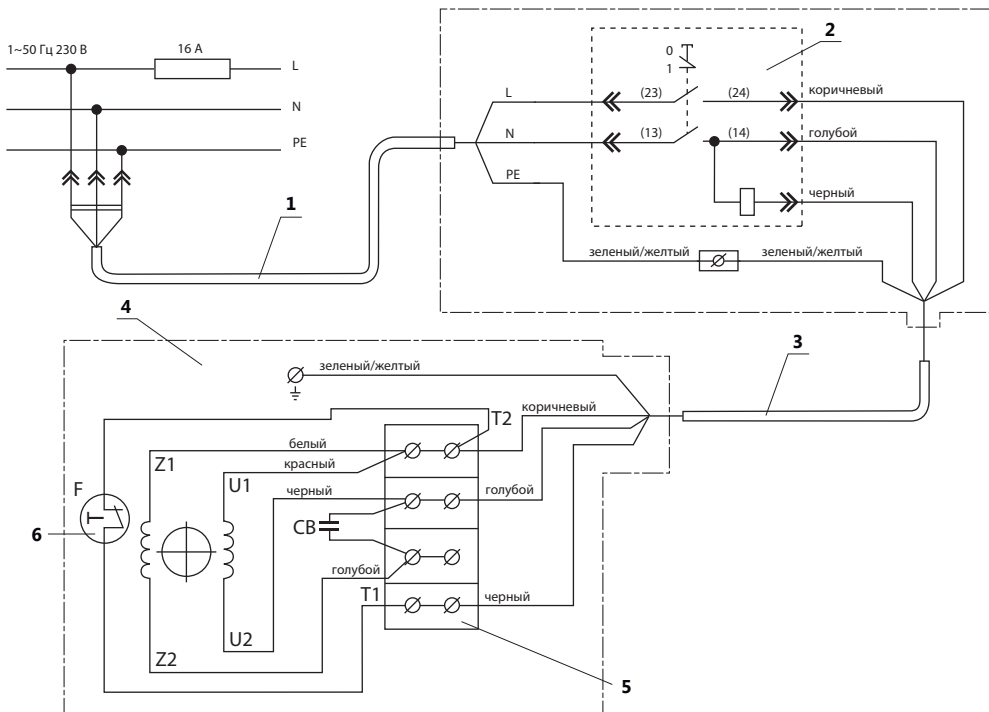 1~50 Гц 230 В
16 А
L
N
PE
1
L
N
PE
0
1
(23)
(24)
(13)
(14)
2
коричневый
голубой
черный
зеленый/желтый
зеленый/желтый
3
4
зеленый/желтый
коричневый
T2
белый
Z1
красный
U1
черный
голубой
F
CB
6
голубой
T1
черный
U2
Z2
5